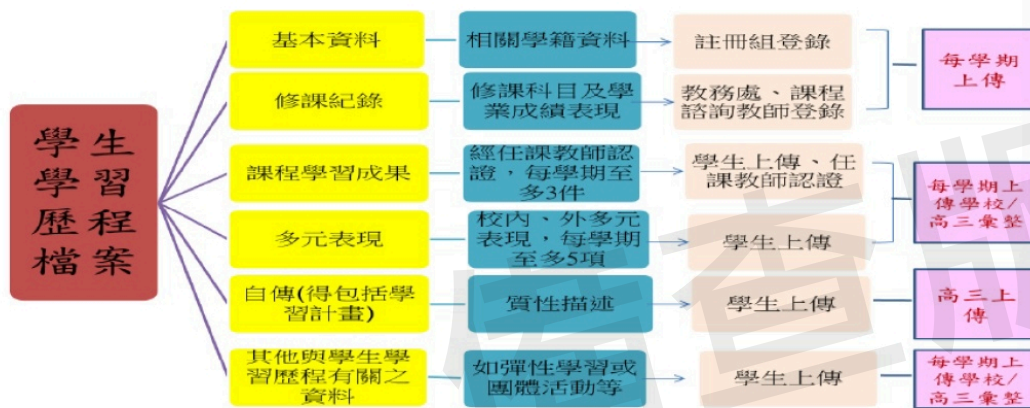 學生
學習
歷程
檔案
基本資料
相關學籍資料
註冊組登錄
每學期
上傳
修課紀錄
修課科目及學
業成績表現
教務處、課程
諮詢教師登錄
課程學習成果
經任課教師認
證，每學期至
多3件
學生上傳、任
課教師認證
每學期上
傳學校/
高三彙整
多元表現
校內、外多元
表現，每學期
至多5項
學生上傳
自傳(得包括學
習計畫)
質性描述
學生上傳
高三上
傳
其他與學生學
習歷程有關之
資料
如彈性學習或
團體活動等
學生上傳
每學期上
傳學校/
高三彙整
備查版